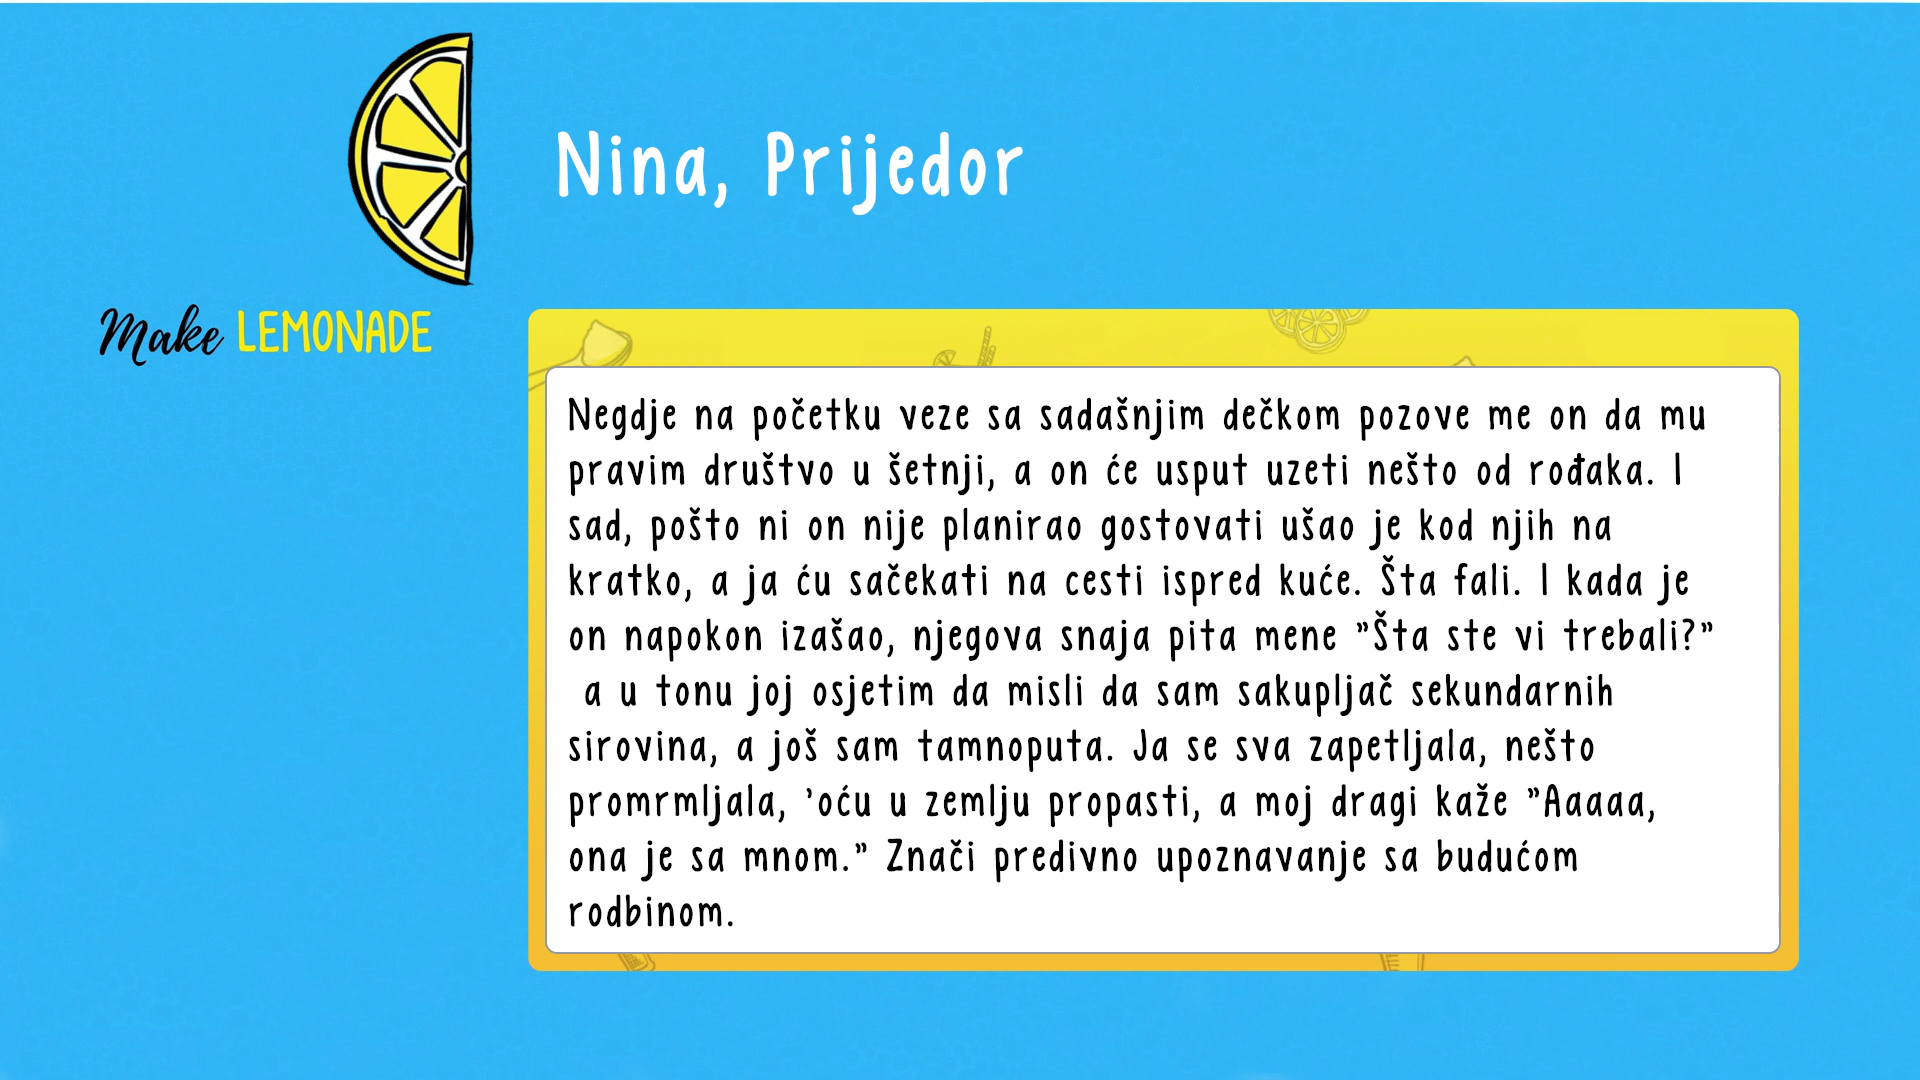 Nina, Prijedor
Make LEMONADE
Negdje na početku veze sa sadašnjim dečkom pozove me on da mu
pravim društvo u šetnji, a on će usput uzeti nešto od rođaka. I
sad, pošto ni on nije planirao gostovati ušao je kod njih na
kratko, a ja ću sačekati na cesti ispred kuće. Šta fali. I kada je
on napokon izašao, njegova snaja pita mene "Šta ste vi trebali?"
a u tonu joj osjetim da misli da sam sakupljač sekundarnih
sirovina, a još sam tamnoputa. Ja se sva zapetljala, nešto
promrmljala, 'oću u zemlju propasti, a moj dragi kaže "Aaaaa,
ona je sa mnom." Znači predivno upoznavanje sa budućom
rodbinom.